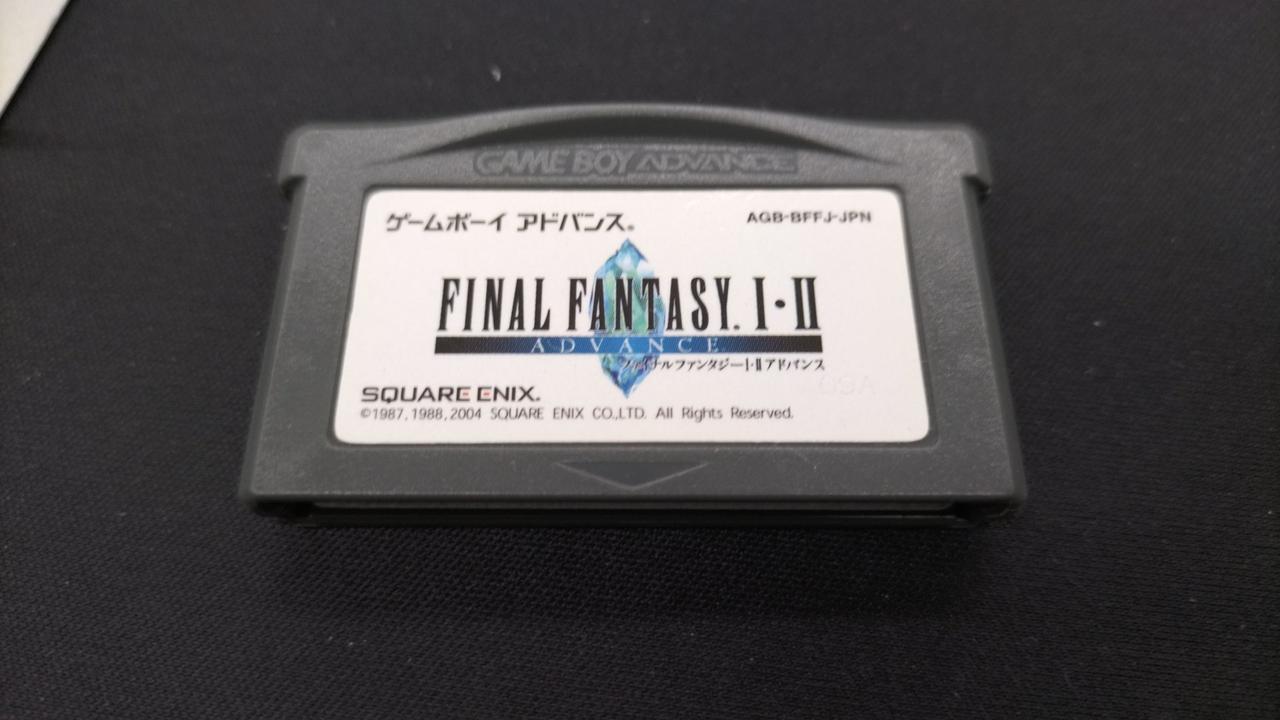 GAME BOY ADVANCE
ゲームボーイ アドバンス。 AGB-BFFJ-JPN
FINAL FANTASY. I・II
ADVANCE
ファイナルファンタジーI・II アドバンス
09A
SQUARE ENIX.
©1987, 1988, 2004 SQUARE ENIX CO.,LTD. All Rights Reserved.